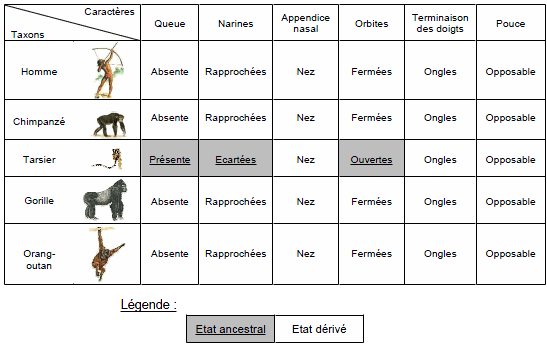 Caractères
Taxons
Queue Narines Appendice nasal Orbites Terminaison des doigts Pouce
Homme Absente Rapprochées Nez Fermées Ongles Opposable
Chimpanzé Absente Rapprochées Nez Fermées Ongles Opposable
Tarsier Présente Ecartées Nez Ouvertes Ongles Opposable
Gorille Absente Rapprochées Nez Fermées Ongles Opposable
Orang-outan Absente Rapprochées Nez Fermées Ongles Opposable
Légende :
Etat ancestral Etat dérivé